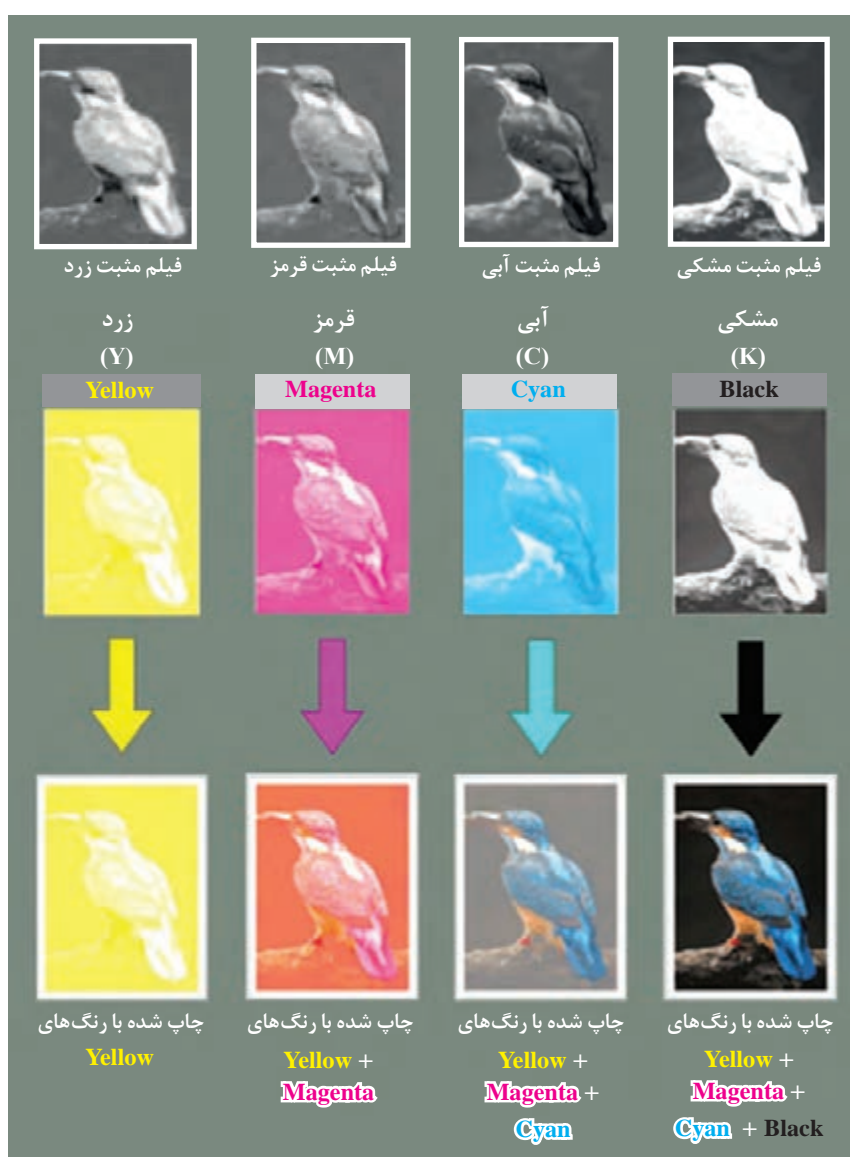 فیلم مثبت زرد
فیلم مثبت قرمز
فیلم مثبت آبی
فیلم مثبت مشکی
زرد
قرمز
آبی
مشکی
(Y)
(M)
(C)
(K)
Yellow
Magenta
Cyan
Black
چاپ شده با رنگ‌های
Yellow
چاپ شده با رنگ‌های
Yellow +
Magenta
چاپ شده با رنگ‌های
Yellow +
Magenta +
Cyan
چاپ شده با رنگ‌های
Yellow +
Magenta +
Cyan + Black